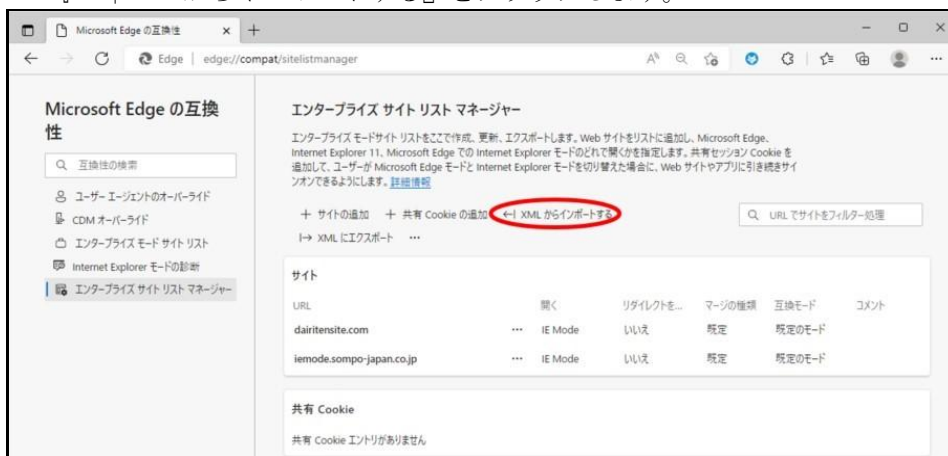 Microsoft Edge の互換性
Edge | edge://compat/sitelistmanager
Microsoft Edge の互換
性
互換性の検索
ユーザー エージェントのオーバーライド
CDM オーバーライド
エンタープライズ モード サイト リスト
Internet Explorer モードの診断
エンタープライズ サイト リスト マネージャー
エンタープライズ サイト リスト マネージャー
エンタープライズ モードサイト リストをここで作成、更新、エクスポートします。Web サイトをリストに追加し、Microsoft Edge、
Internet Explorer 11、Microsoft Edge での Internet Explorer モードのどれで開くかを指定します。共有セッション Cookie を
追加して、ユーザーが Microsoft Edge モードと Internet Explorer モードを切り替えた場合に、Web サイトやアプリに引き続きサイ
ンオンできるようにします。詳細情報
+ サイトの追加 + 共有 Cookie の追加 XML からインポートする
URL でサイトをフィルター処理
XML にエクスポート ...
サイト
URL 開く リダイレクトを... マージの種類 互換モード コメント
dairitensite.com ... IE Mode いいえ 既定 既定のモード
iemode.sompo-japan.co.jp ... IE Mode いいえ 既定 既定のモード
共有 Cookie
共有 Cookie エントリがありません